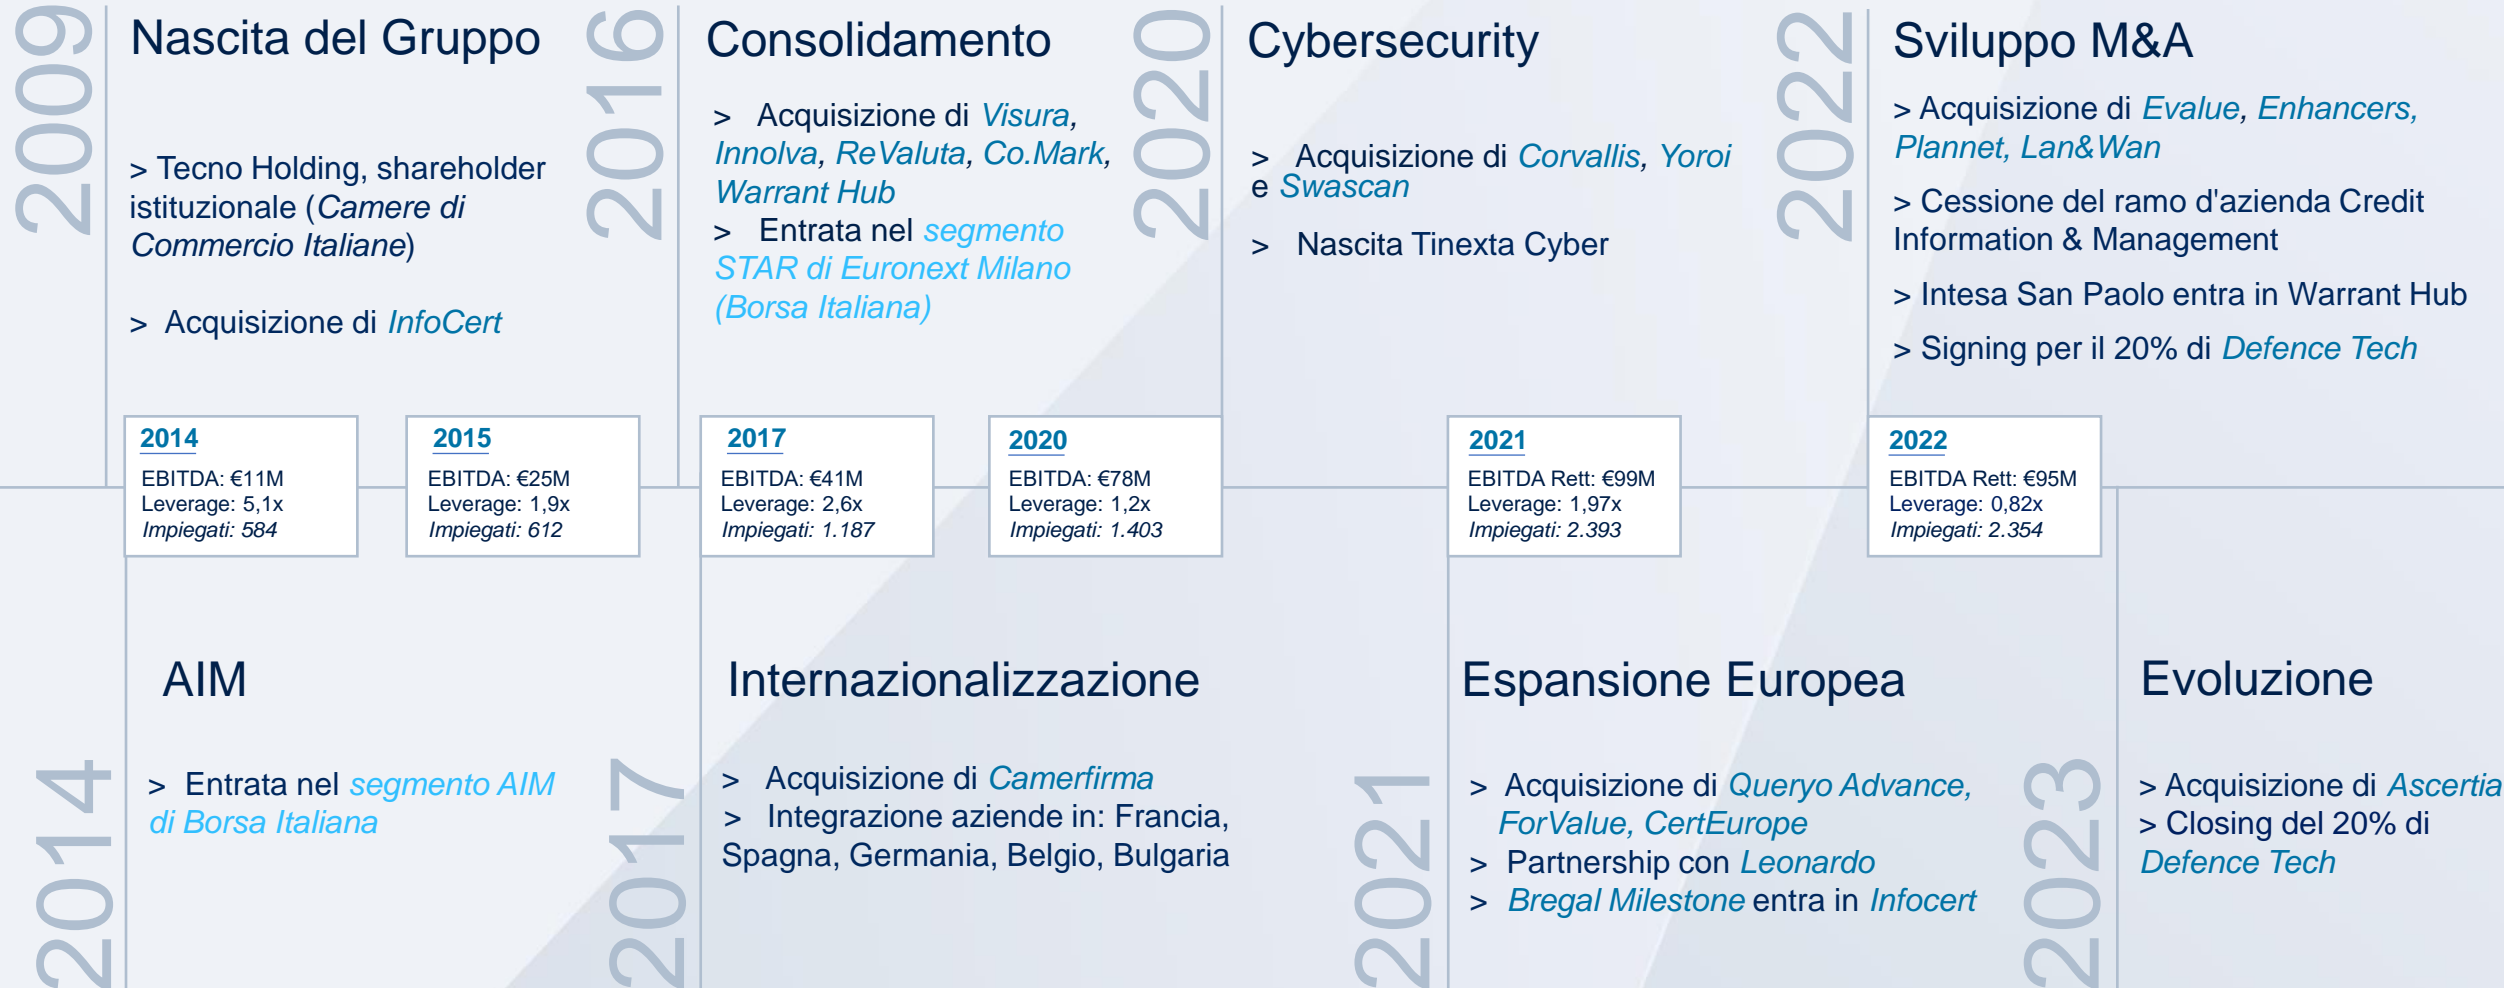 2009
Nascita del Gruppo
> Tecno Holding, shareholder
istituzionale (Camere di
Commercio Italiane)
> Acquisizione di InfoCert
2016
Consolidamento
> Acquisizione di Visura,
Innolva, ReValuta, Co.Mark,
Warrant Hub
> Entrata nel segmento
STAR di Euronext Milano
(Borsa Italiana)
2020
Cybersecurity
> Acquisizione di Corvallis, Yoroi
e Swascan
> Nascita Tinexta Cyber
2022
Sviluppo M&A
> Acquisizione di Evalue, Enhancers,
Plannet, Lan&Wan
> Cessione del ramo d'azienda Credit
Information & Management
> Intesa San Paolo entra in Warrant Hub
> Signing per il 20% di Defence Tech
2014
EBITDA: €11M
Leverage: 5,1x
Impiegati: 584
2015
EBITDA: €25M
Leverage: 1,9x
Impiegati: 612
2017
EBITDA: €41M
Leverage: 2,6x
Impiegati: 1.187
2020
EBITDA: €78M
Leverage: 1,2x
Impiegati: 1.403
2021
EBITDA Rett: €99M
Leverage: 1,97x
Impiegati: 2.393
2022
EBITDA Rett: €95M
Leverage: 0,82x
Impiegati: 2.354
2014
AIM
> Entrata nel segmento AIM
di Borsa Italiana
2017
Internazionalizzazione
> Acquisizione di Camerfirma
> Integrazione aziende in: Francia,
Spagna, Germania, Belgio, Bulgaria
2021
Espansione Europea
> Acquisizione di Queryo Advance,
ForValue, CertEurope
> Partnership con Leonardo
> Bregal Milestone entra in Infocert
2023
Evoluzione
> Acquisizione di Ascertia
> Closing del 20% di
Defence Tech